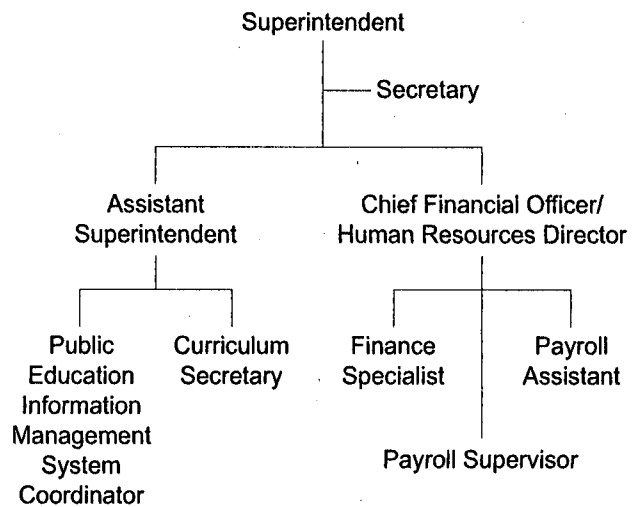 Superintendent
Secretary
Assistant
Superintendent
Chief Financial Officer/
Human Resources Director
Public
Education
Information
Management
System
Coordinator
Curriculum
Secretary
Finance
Specialist
Payroll
Assistant
Payroll Supervisor